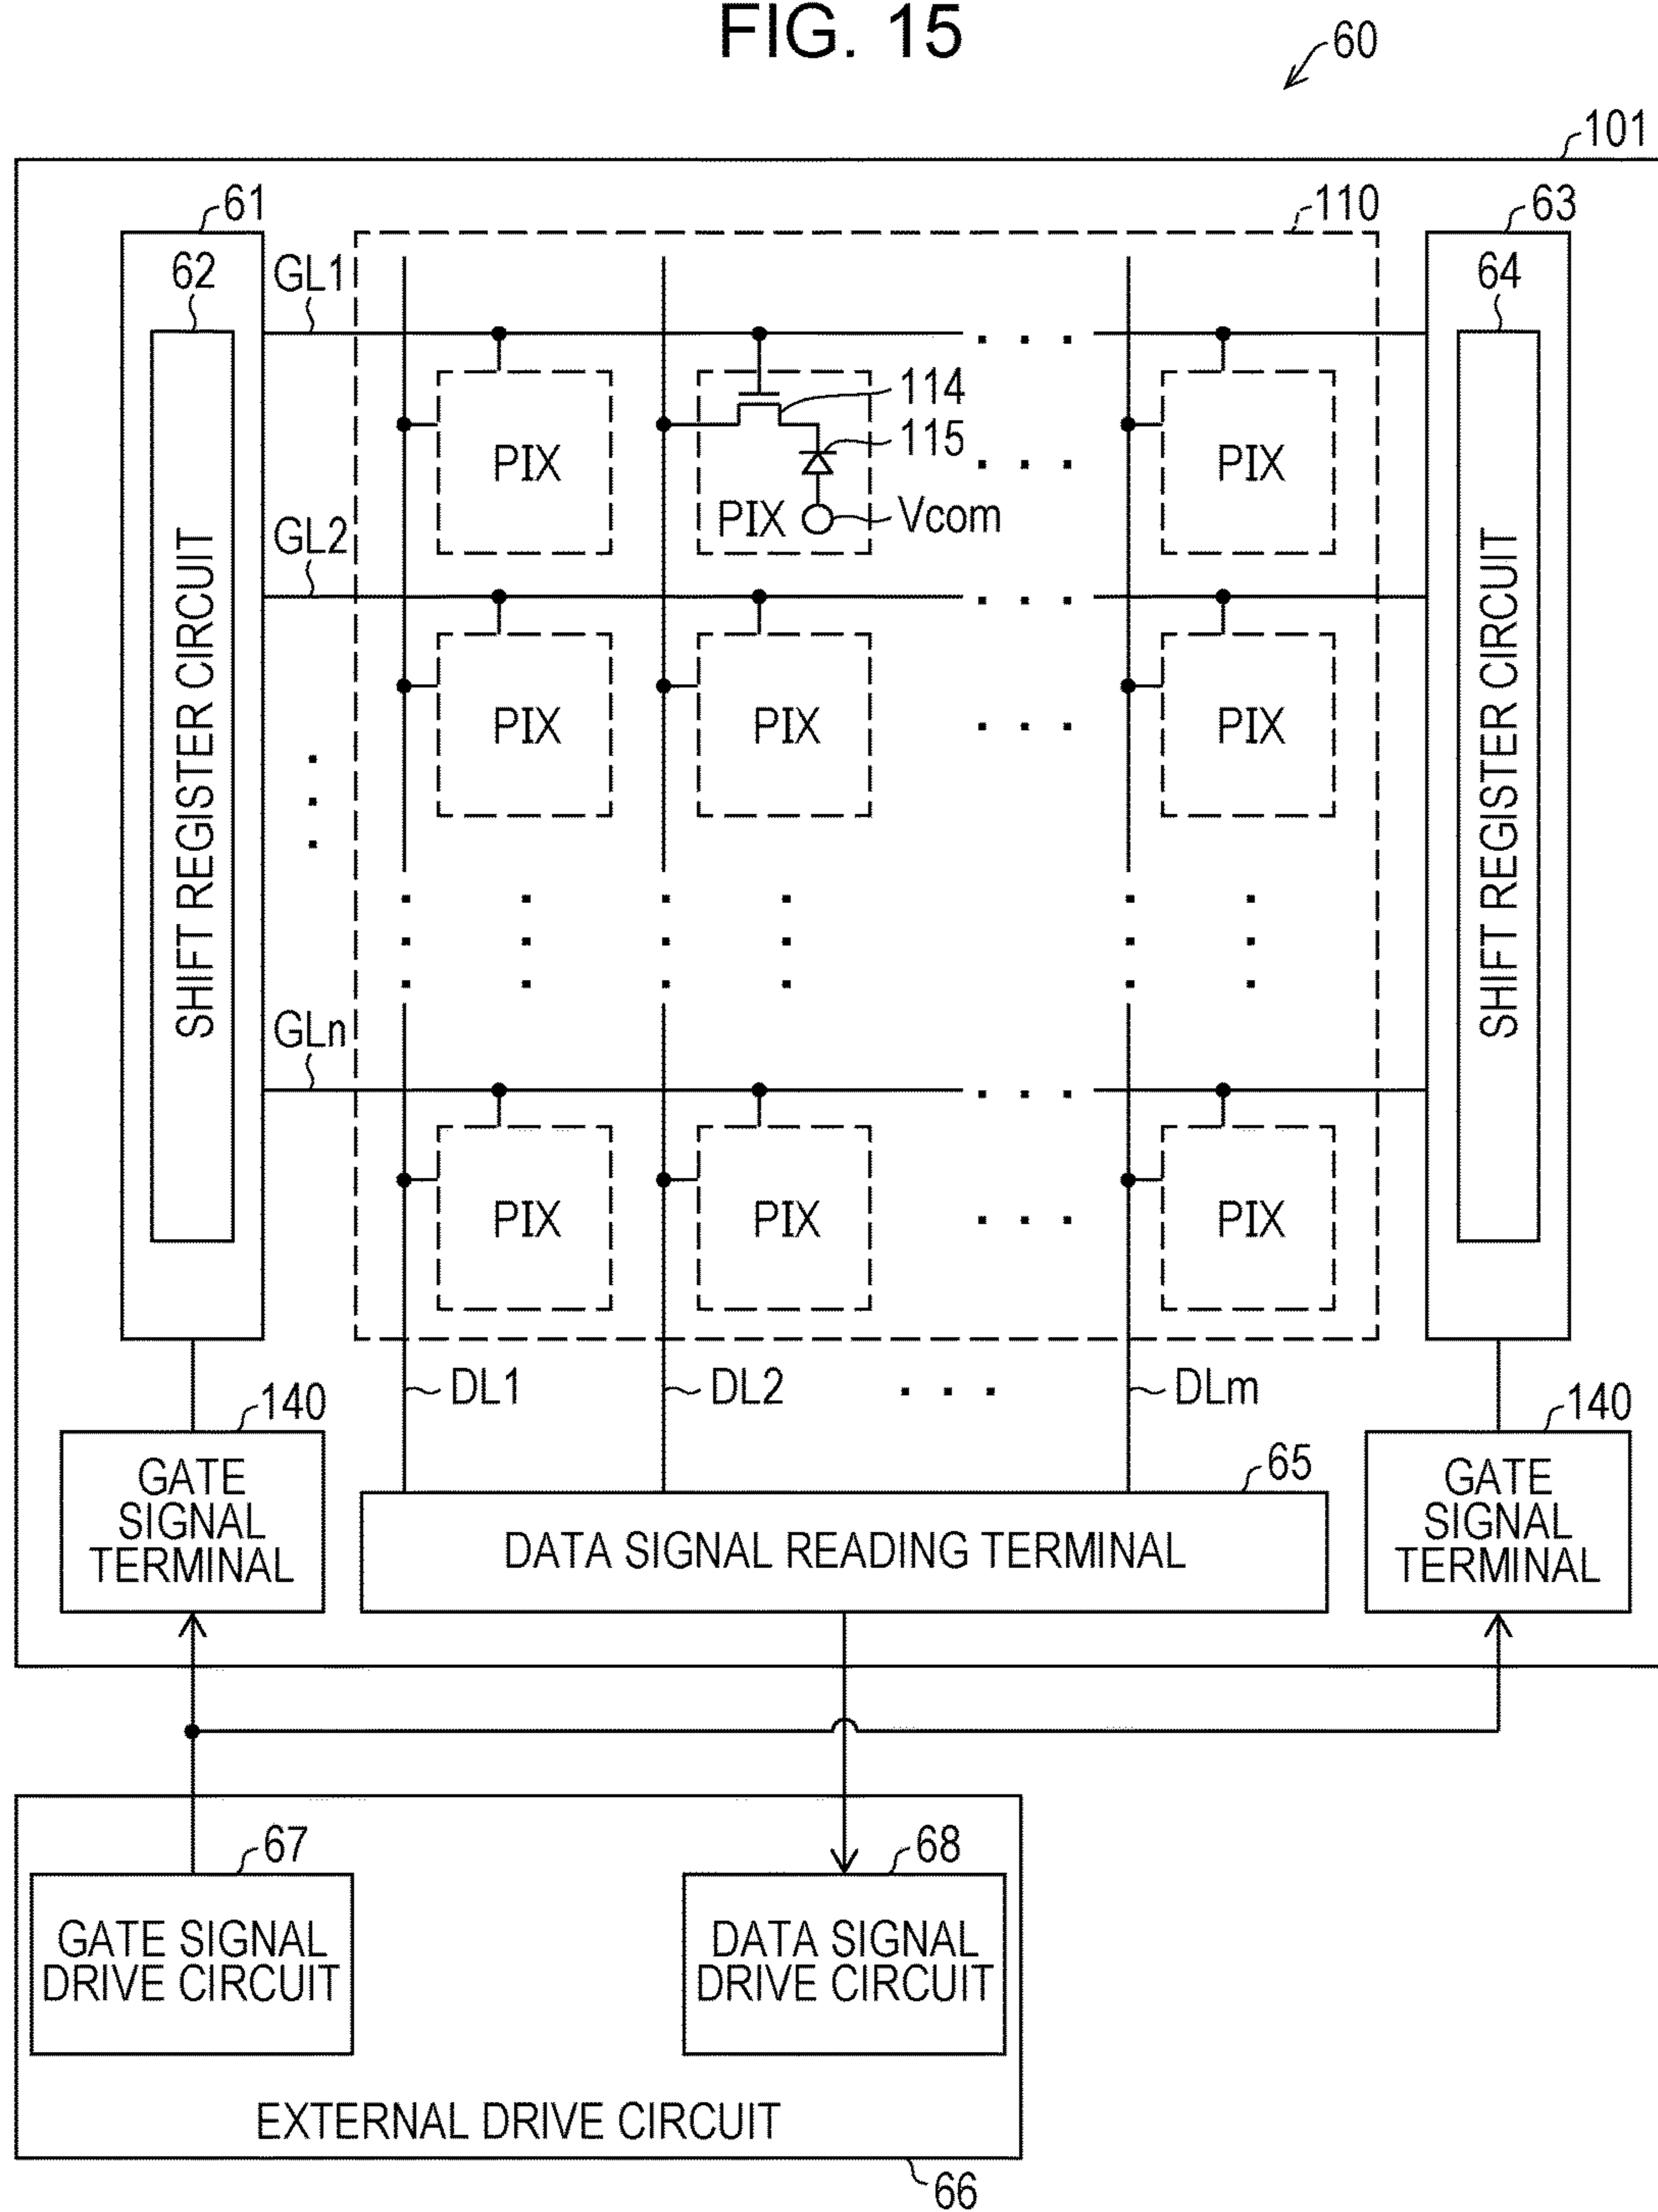 FIG. 15
60
101
61
110
63
62
GL1
64
114
PIX
115
PIX
PIX
Vcom
GL2
SHIFT REGISTER CIRCUIT
SHIFT REGISTER CIRCUIT
PIX
PIX
PIX
GLn
PIX
PIX
PIX
DL1
DL2
DLm
140
140
65
GATE
SIGNAL
TERMINAL
DATA SIGNAL READING TERMINAL
GATE
SIGNAL
TERMINAL
67
68
GATE SIGNAL
DRIVE CIRCUIT
DATA SIGNAL
DRIVE CIRCUIT
EXTERNAL DRIVE CIRCUIT
66